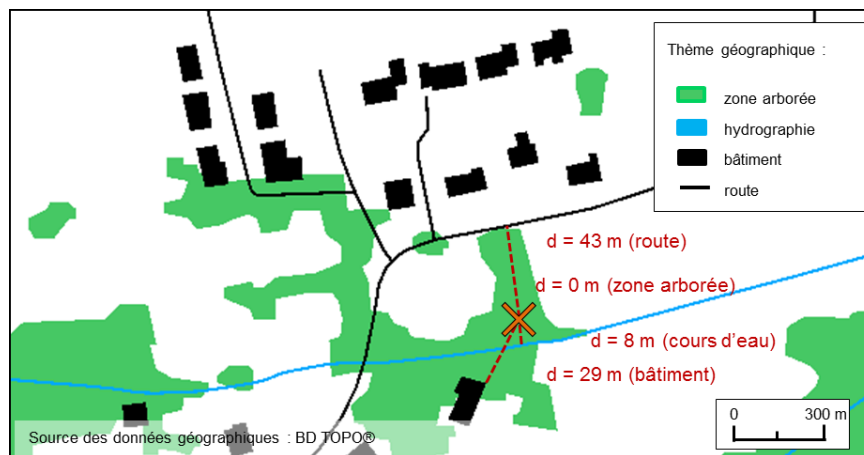 Thème géographique :
zone arborée
hydrographie
bâtiment
route
d = 43 m (route)
d = 0 m (zone arborée)
d = 8 m (cours d'eau)
d = 29 m (bâtiment)
0 300 m
Source des données géographiques : BD TOPO®